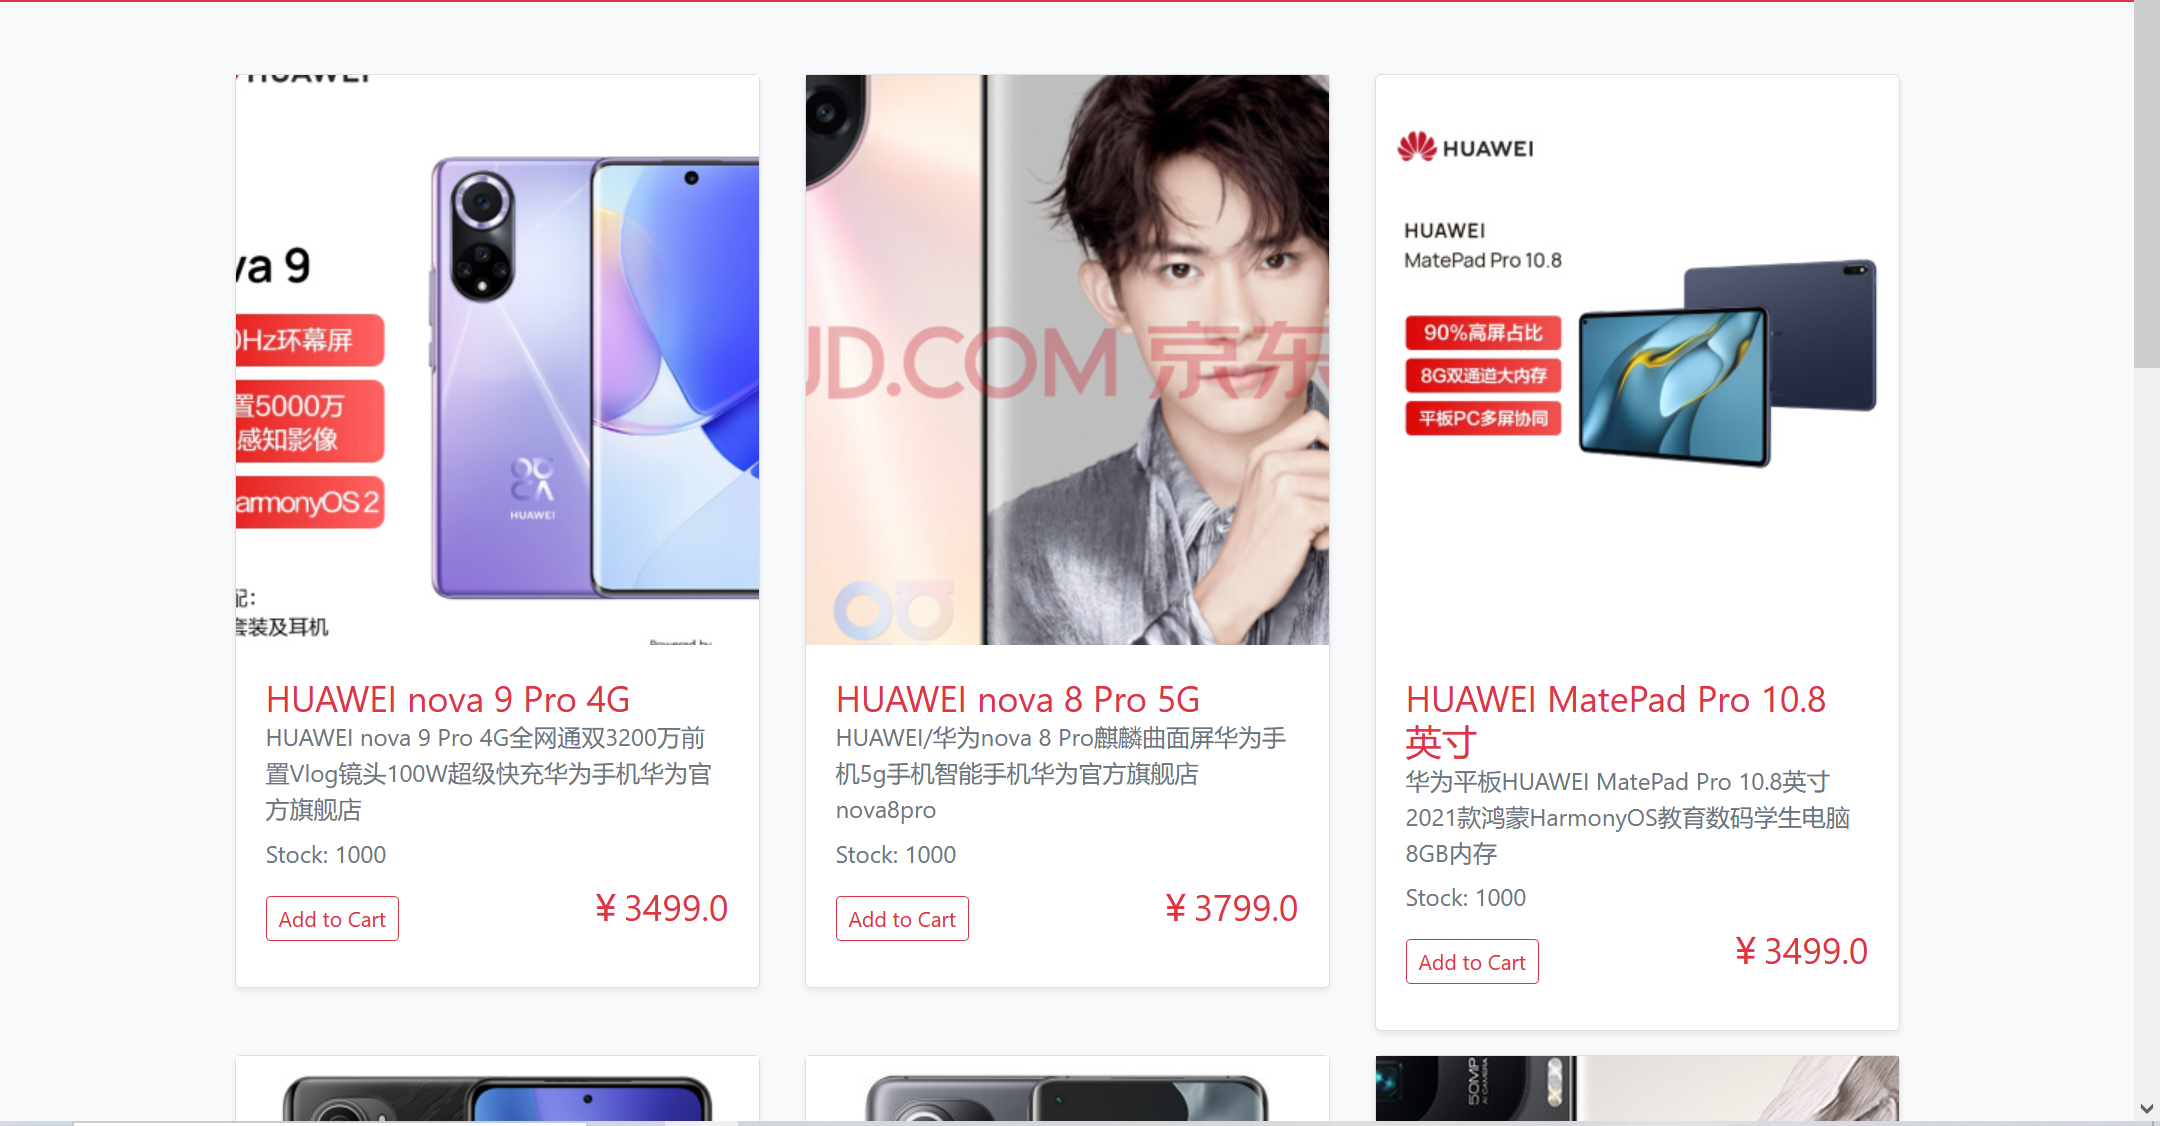 HUAWEI
va 9
0Hz环幕屏
置5000万
感知影像
armonyOS 2
配：
套装及耳机
Powered by
HUAWEI
HUAWEI nova 9 Pro 4G
HUAWEI nova 9 Pro 4G全网通双3200万前
置Vlog镜头100W超级快充华为手机华为官
方旗舰店
Stock: 1000
Add to Cart
¥ 3499.0
JD.COM 京东
HUAWEI nova 8 Pro 5G
HUAWEI/华为nova 8 Pro麒麟曲面屏华为手
机5g手机智能手机华为官方旗舰店
nova8pro
Stock: 1000
Add to Cart
¥ 3799.0
HUAWEI
HUAWEI
MatePad Pro 10.8
90%高屏占比
8G双通道大内存
平板PC多屏协同
HUAWEI MatePad Pro 10.8
英寸
华为平板HUAWEI MatePad Pro 10.8英寸
2021款鸿蒙HarmonyOS教育数码学生电脑
8GB内存
Stock: 1000
Add to Cart
¥ 3499.0
50MP
AI CAMERA